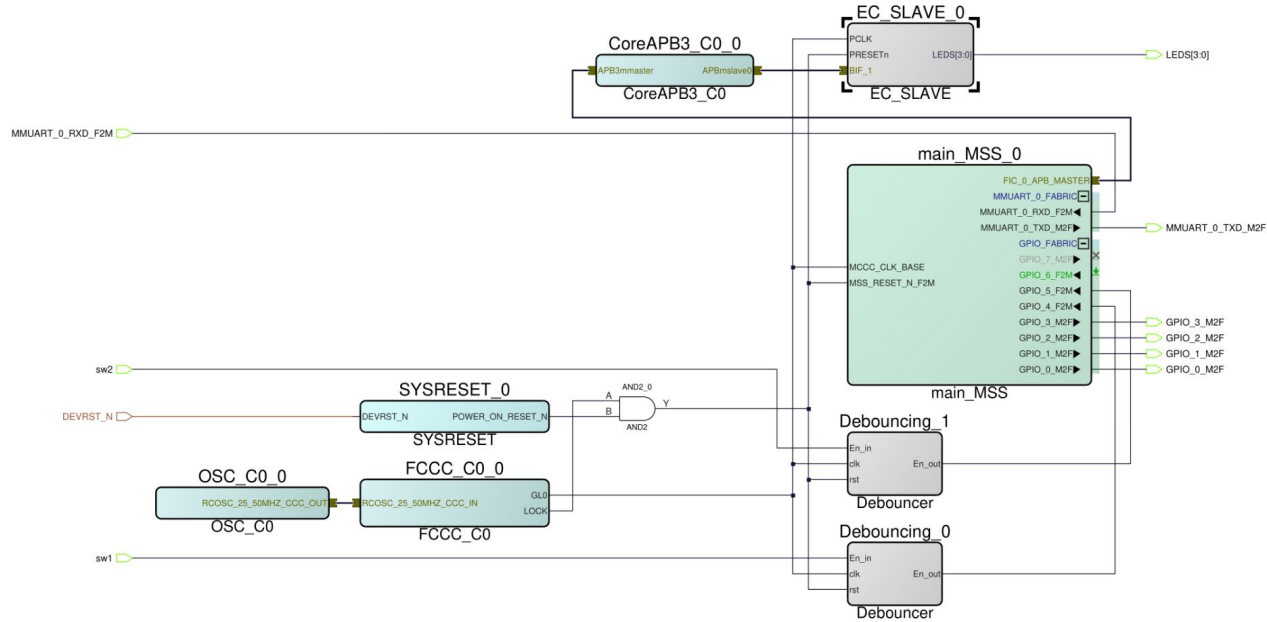 EC_SLAVE_0
PCLK
PRESETn
LEDS[3:0]
BIF_1
EC_SLAVE
LEDS[3:0]
CoreAPB3_C0_0
APB3mmaster
APBmslave0
CoreAPB3_C0
MMUART_0_RXD_F2M
main_MSS_0
FIC_0_APB_MASTER
MMUART_0_FABRIC
MMUART_0_RXD_F2M
MMUART_0_TXD_M2F
GPIO_FABRIC
GPIO_7_M2F
GPIO_6_F2M
GPIO_5_F2M
GPIO_4_F2M
GPIO_3_M2F
GPIO_2_M2F
GPIO_1_M2F
GPIO_0_M2F
MCCC_CLK_BASE
MSS_RESET_N_F2M
main_MSS
MMUART_0_TXD_M2F
GPIO_3_M2F
GPIO_2_M2F
GPIO_1_M2F
GPIO_0_M2F
sw2
DEVRST_N
SYSRESET_0
DEVRST_N
POWER_ON_RESET_N
SYSRESET
AND2_0
A
B
Y
AND2
OSC_C0_0
RCOSC_25_50MHZ_CCC_OUT
OSC_C0
FCCC_C0_0
RCOSC_25_50MHZ_CCC_IN
GL0
LOCK
FCCC_C0
Debouncing_1
En_in
clk
En_out
rst
Debouncer
sw1
Debouncing_0
En_in
clk
En_out
rst
Debouncer